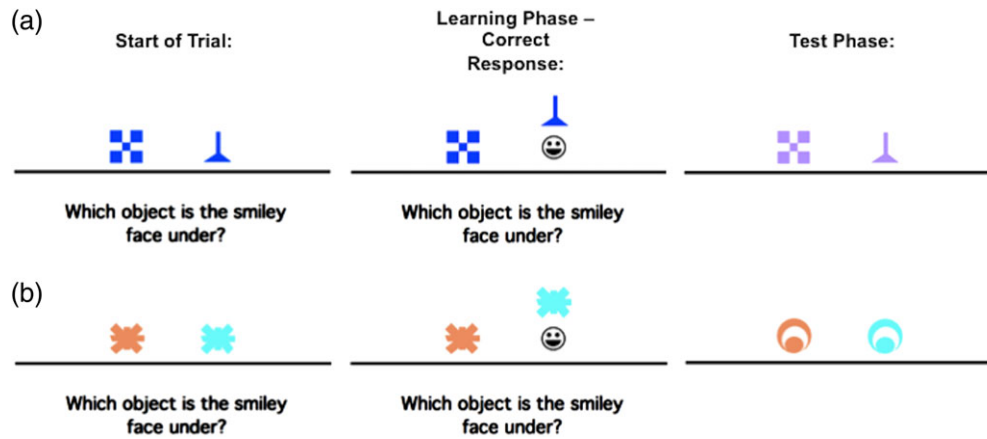 (a)
Start of Trial:
Learning Phase –
Correct
Response:
Test Phase:
Which object is the smiley
face under?
Which object is the smiley
face under?
(b)
Which object is the smiley
face under?
Which object is the smiley
face under?